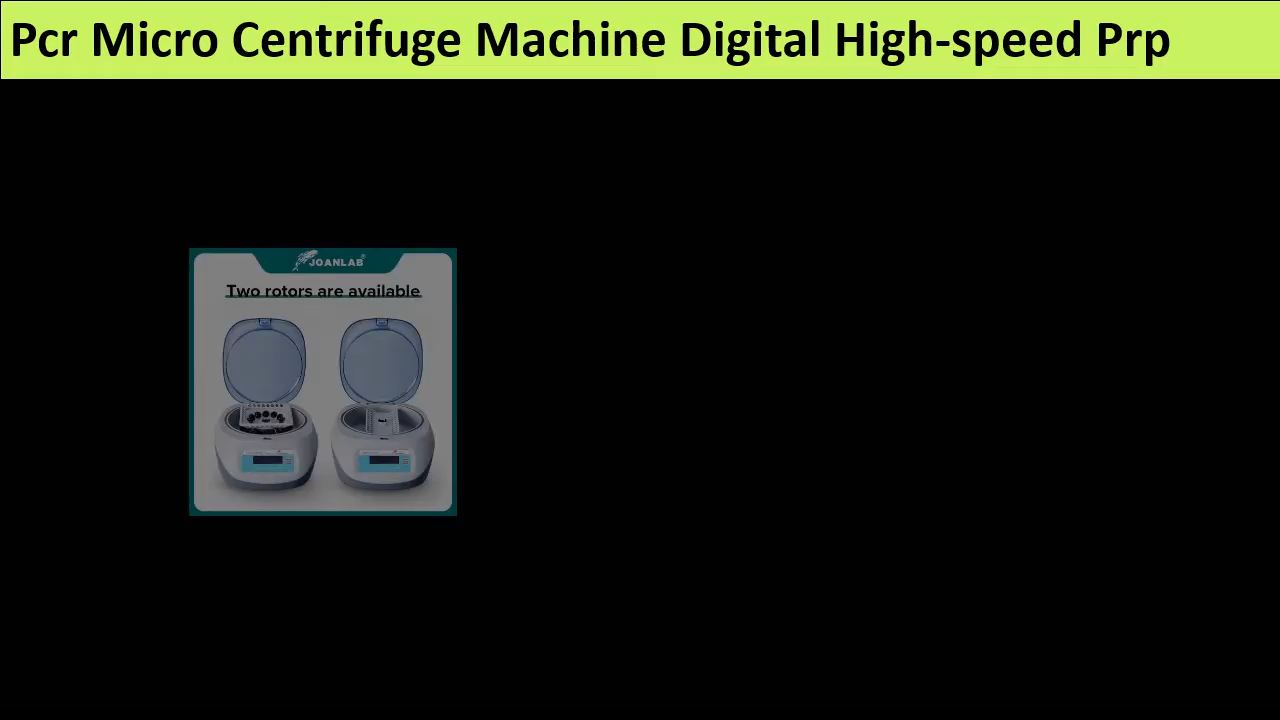 Pcr Micro Centrifuge Machine Digital High-speed Prp
JOANLAB®
Two rotors are available